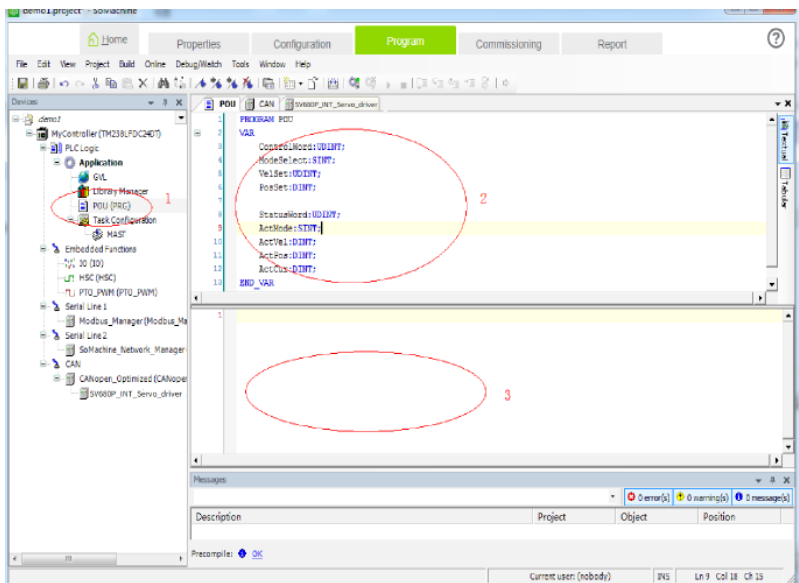 demo1.project* - SoMachine
Home
Properties
Configuration
Program
Commissioning
Report
?
File Edit View Project Build Online Debug/Watch Tools Window Help
Devices
POU CAN SV680P_INT_Servo_driver
demo1
MyController (TM238LFDC24DT)
PLC Logic
Application
GVL
Library Manager
POU (PRG)
Task Configuration
MAST
Embedded Functions
IO (IO)
HSC (HSC)
PTO_PWM (PTO_PWM)
Serial Line 1
Modbus_Manager (Modbus_Ma
Serial Line 2
SoMachine_Network_Manager
CAN
CANopen_Optimized (CANope
SV680P_INT_Servo_driver
1
1 PROGRAM POU
2 VAR
3 ControlWord:UDINT;
4 ModeSelect:SINT;
5 VelSet:UDINT;
6 PosSet:DINT;
7
8 StatusWord:UDINT;
9 ActMode:SINT;
10 ActVel:DINT;
11 ActPos:DINT;
12 ActCur:DINT;
13 END_VAR
2
Textual
Tabular
1
3
Messages
0 error(s) 0 warning(s) 0 message(s)
Description Project Object Position
Precompile: OK
Current user: (nobody) INS Ln 9 Col 18 Ch 15